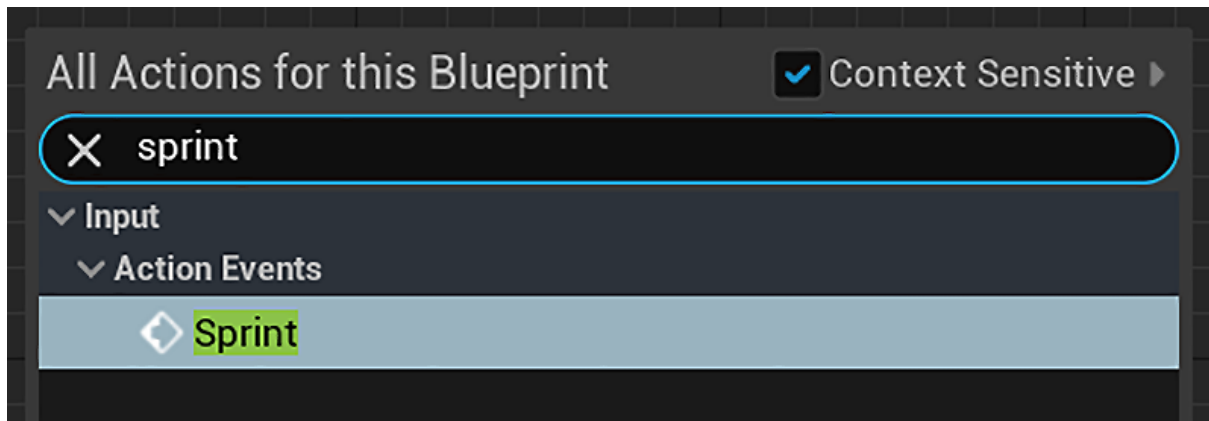 All Actions for this Blueprint Context Sensitive
sprint
Input
Action Events
Sprint